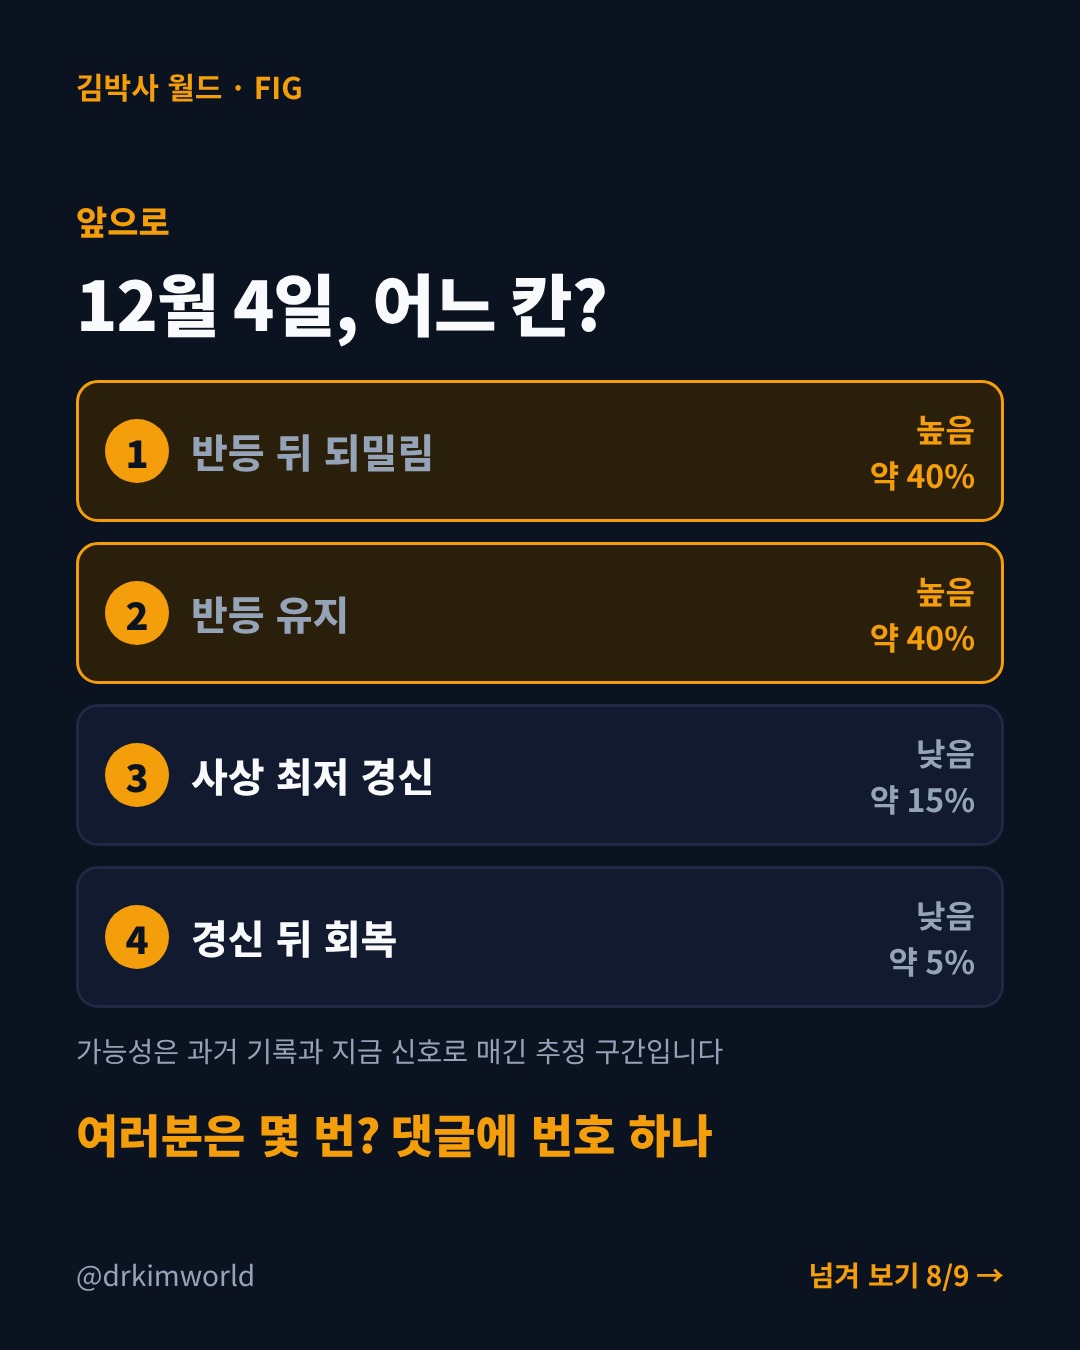 김박사 월드 · FIG
앞으로
12월 4일, 어느 칸?
1 반등 뒤 되밀림
높음
약 40%
2 반등 유지
높음
약 40%
3 사상 최저 경신
낮음
약 15%
4 경신 뒤 회복
낮음
약 5%
가능성은 과거 기록과 지금 신호로 매긴 추정 구간입니다
여러분은 몇 번? 댓글에 번호 하나
@drkimworld
넘겨 보기 8/9 →